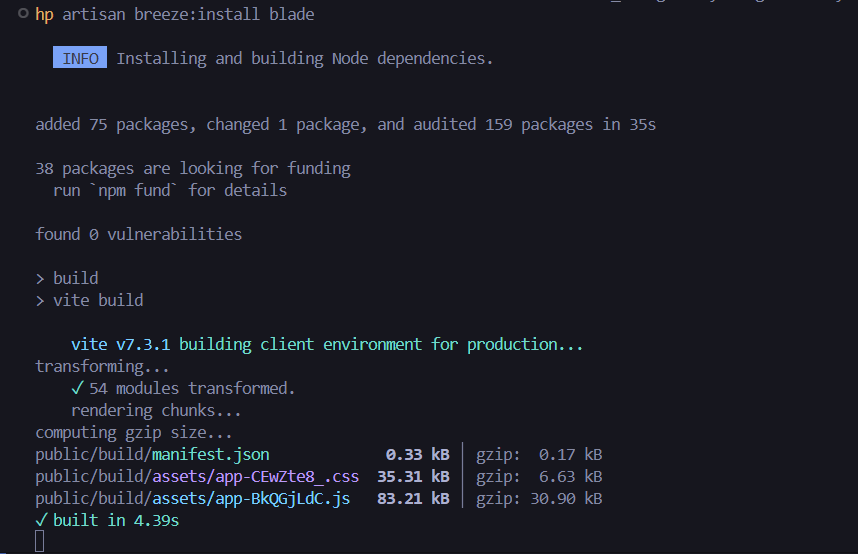 hp artisan breeze:install blade
INFO Installing and building Node dependencies.
added 75 packages, changed 1 package, and audited 159 packages in 35s
38 packages are looking for funding
run `npm fund` for details
found 0 vulnerabilities
> build
> vite build
vite v7.3.1 building client environment for production...
transforming...
✓ 54 modules transformed.
rendering chunks...
computing gzip size...
public/build/manifest.json 0.33 kB │ gzip: 0.17 kB
public/build/assets/app-CEwZte8_.css 35.31 kB │ gzip: 6.63 kB
public/build/assets/app-BkQGjLdC.js 83.21 kB │ gzip: 30.90 kB
✓ built in 4.39s